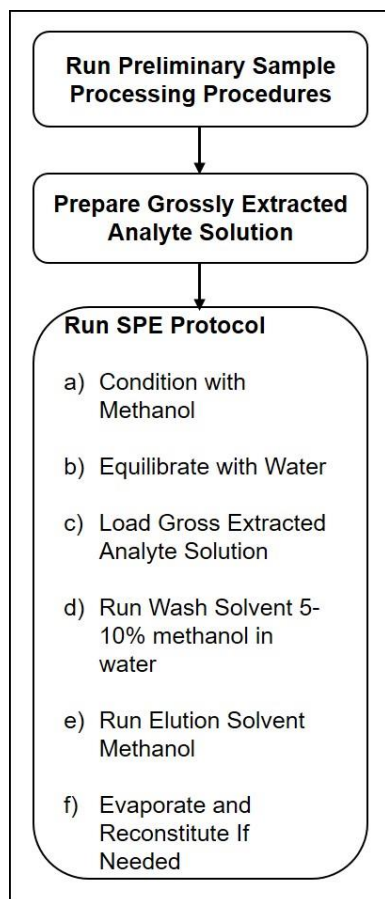 Run Preliminary Sample
Processing Procedures
Prepare Grossly Extracted
Analyte Solution
Run SPE Protocol
a) Condition with
Methanol
b) Equilibrate with Water
c) Load Gross Extracted
Analyte Solution
d) Run Wash Solvent 5-
10% methanol in
water
e) Run Elution Solvent
Methanol
f) Evaporate and
Reconstitute If
Needed